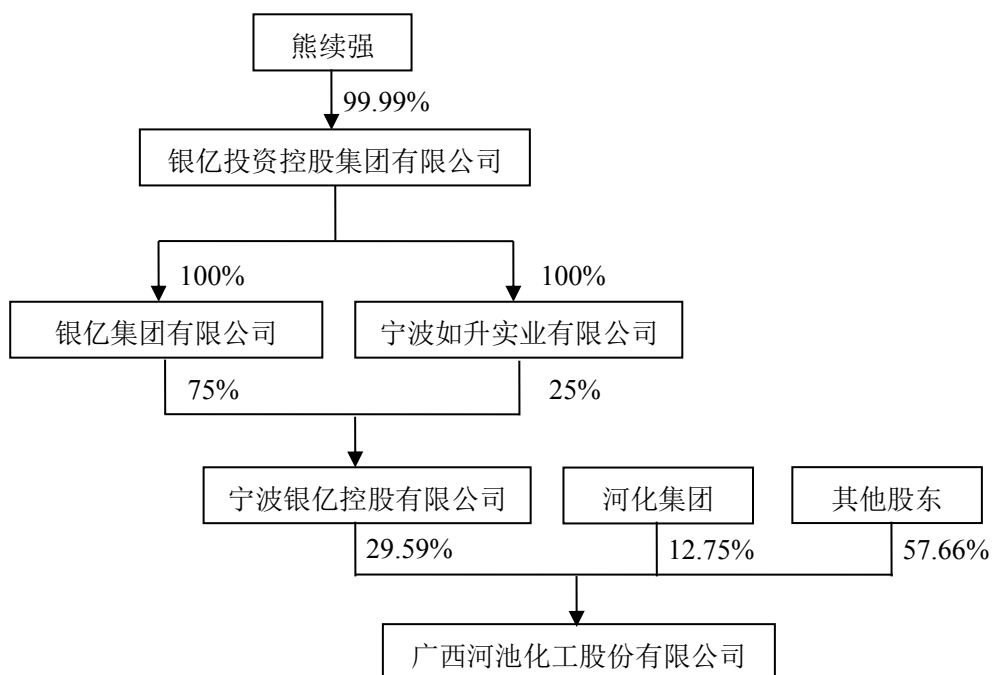 熊续强
99.99%
银亿投资控股集团有限公司
100%
100%
银亿集团有限公司
宁波如升实业有限公司
75%
25%
宁波银亿控股有限公司
河化集团
其他股东
29.59%
12.75%
57.66%
广西河池化工股份有限公司